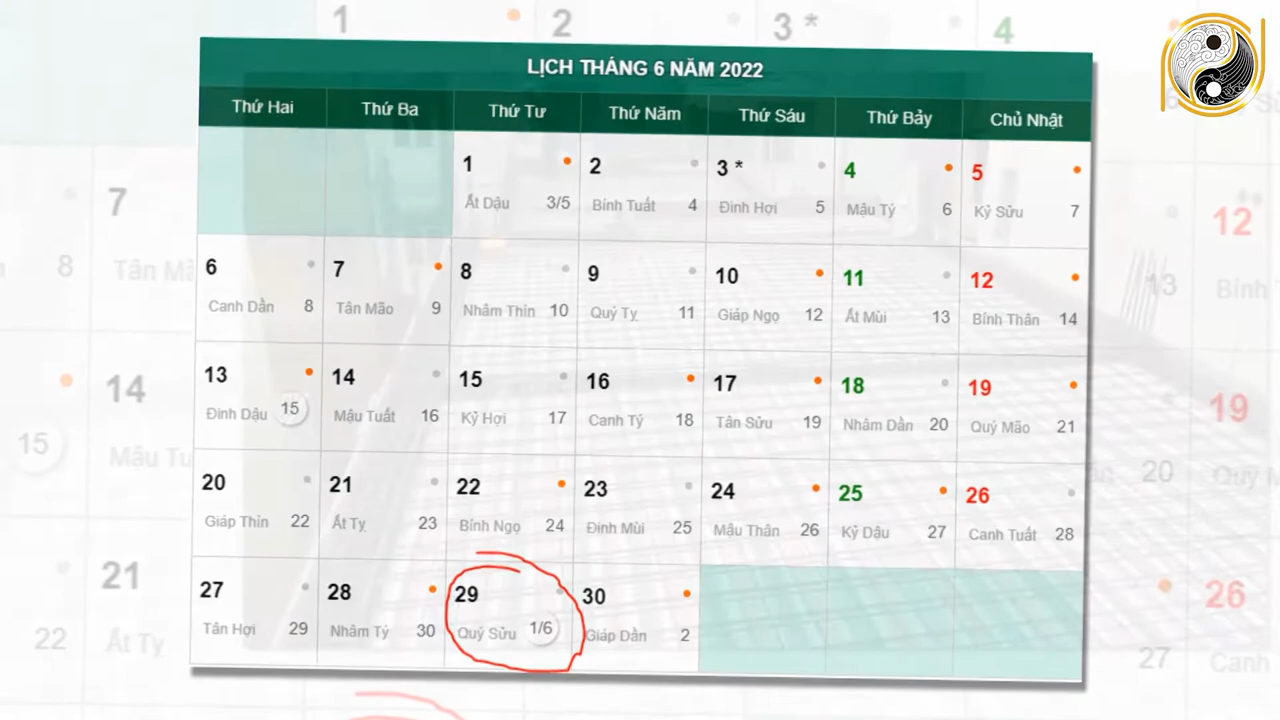 LỊCH THÁNG 6 NĂM 2022
Thứ Hai Thứ Ba Thứ Tư Thứ Năm Thứ Sáu Thứ Bảy Chủ Nhật
1 2 3 * 4 5
Ất Dậu 3/5 Bính Tuất 4 Đinh Hợi 5 Mậu Tý 6 Kỷ Sửu 7
6 7 8 9 10 11 12
Canh Dần 8 Tân Mão 9 Nhâm Thìn 10 Quý Tỵ 11 Giáp Ngọ 12 Ất Mùi 13 Bính Thân 14
13 14 15 16 17 18 19
Đinh Dậu 15 Mậu Tuất 16 Kỷ Hợi 17 Canh Tý 18 Tân Sửu 19 Nhâm Dần 20 Quý Mão 21
20 21 22 23 24 25 26
Giáp Thìn 22 Ất Tỵ 23 Bính Ngọ 24 Đinh Mùi 25 Mậu Thân 26 Kỷ Dậu 27 Canh Tuất 28
27 28 29 30
Tân Hợi 29 Nhâm Tý 30 Quý Sửu 1/6 Giáp Dần 2